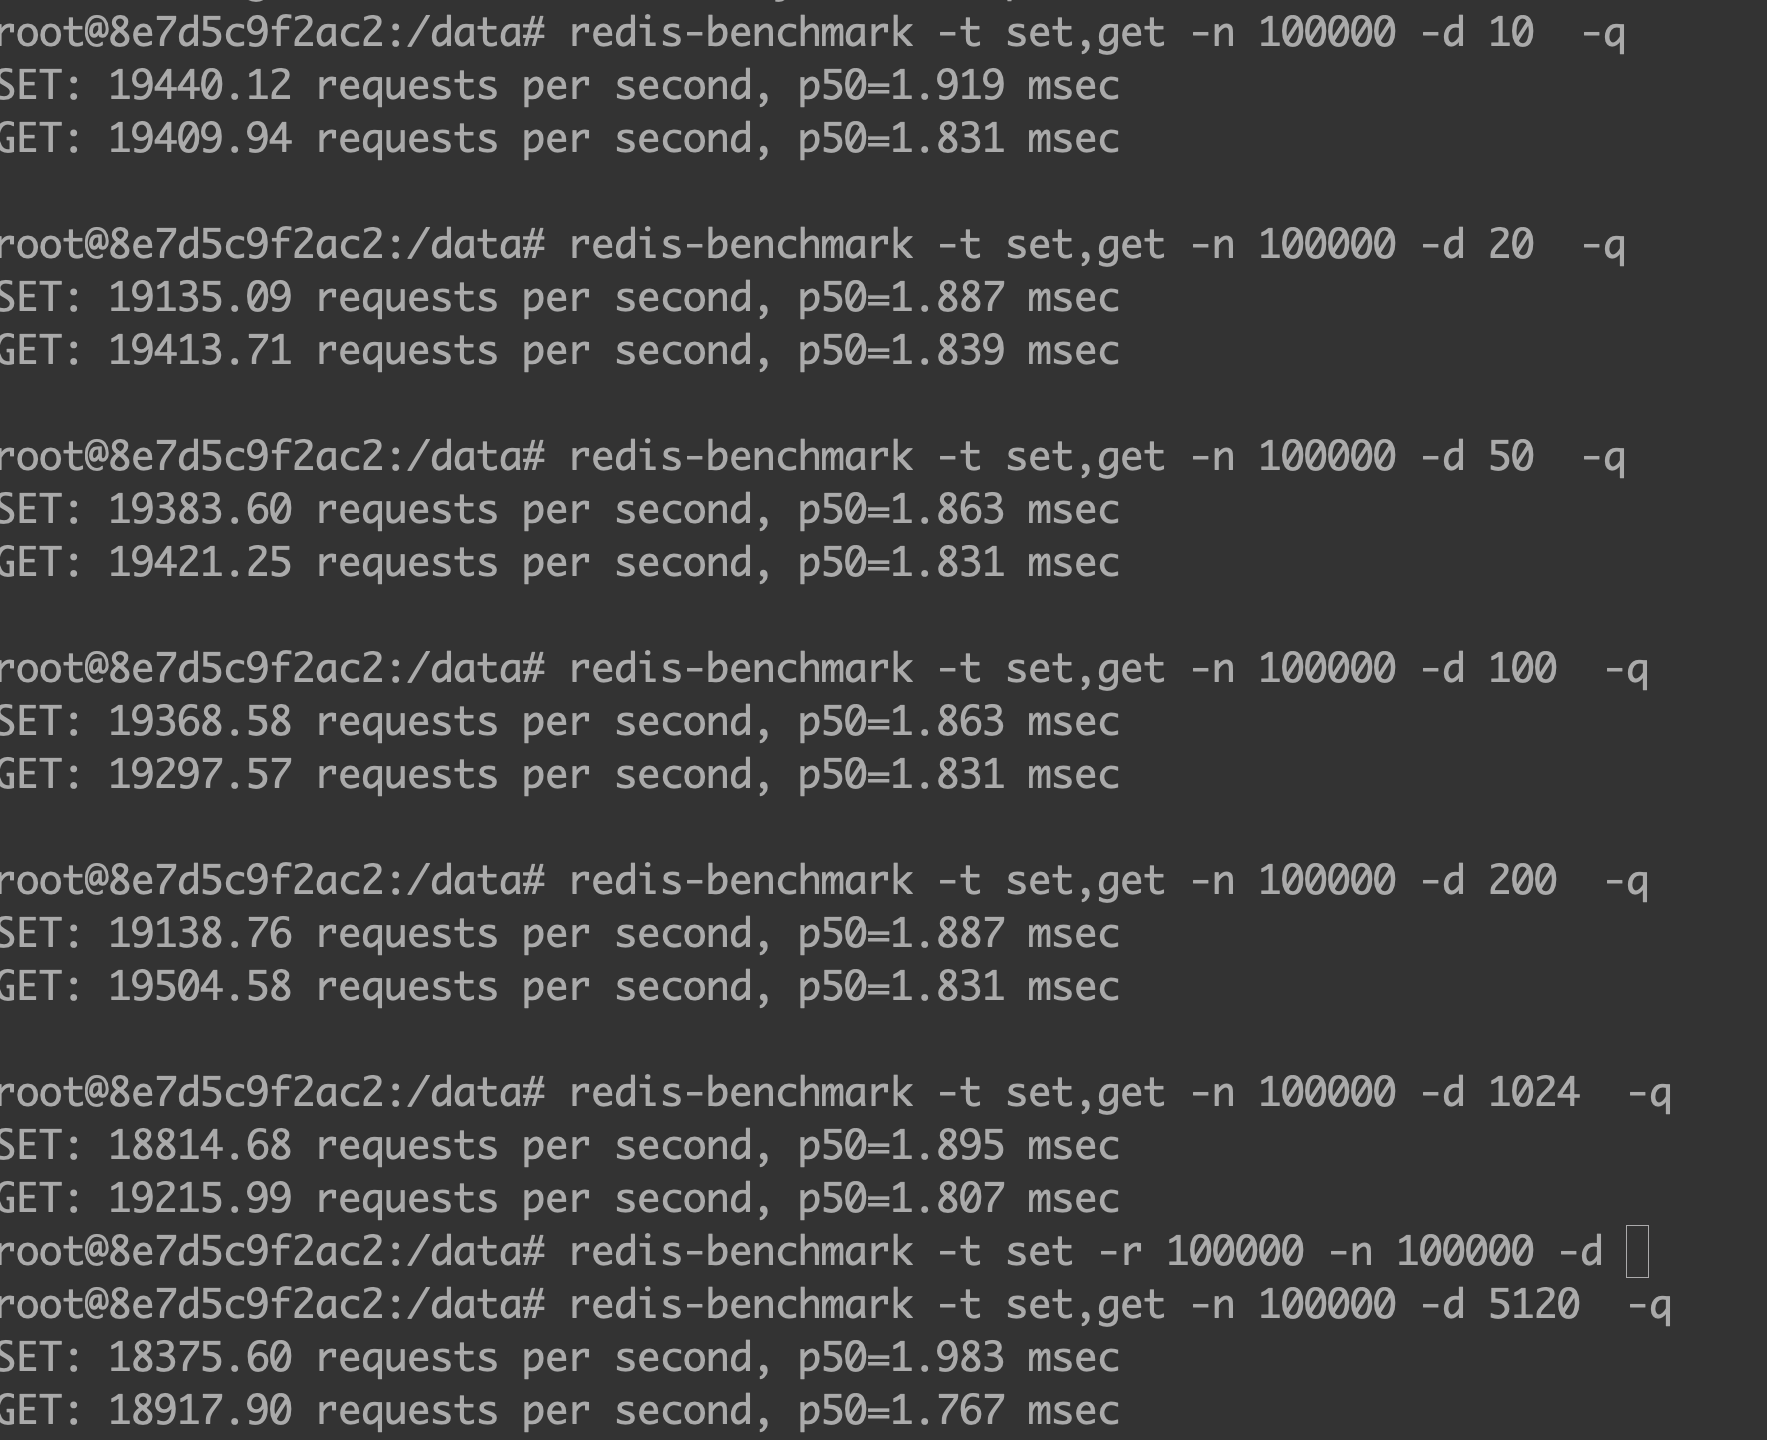 root@8e7d5c9f2ac2:/data# redis-benchmark -t set,get -n 100000 -d 10  -q
SET: 19440.12 requests per second, p50=1.919 msec
GET: 19409.94 requests per second, p50=1.831 msec
root@8e7d5c9f2ac2:/data# redis-benchmark -t set,get -n 100000 -d 20  -q
SET: 19135.09 requests per second, p50=1.887 msec
GET: 19413.71 requests per second, p50=1.839 msec
root@8e7d5c9f2ac2:/data# redis-benchmark -t set,get -n 100000 -d 50  -q
SET: 19383.60 requests per second, p50=1.863 msec
GET: 19421.25 requests per second, p50=1.831 msec
root@8e7d5c9f2ac2:/data# redis-benchmark -t set,get -n 100000 -d 100  -q
SET: 19368.58 requests per second, p50=1.863 msec
GET: 19297.57 requests per second, p50=1.831 msec
root@8e7d5c9f2ac2:/data# redis-benchmark -t set,get -n 100000 -d 200  -q
SET: 19138.76 requests per second, p50=1.887 msec
GET: 19504.58 requests per second, p50=1.831 msec
root@8e7d5c9f2ac2:/data# redis-benchmark -t set,get -n 100000 -d 1024  -q
SET: 18814.68 requests per second, p50=1.895 msec
GET: 19215.99 requests per second, p50=1.807 msec
root@8e7d5c9f2ac2:/data# redis-benchmark -t set -r 100000 -n 100000 -d
root@8e7d5c9f2ac2:/data# redis-benchmark -t set,get -n 100000 -d 5120  -q
SET: 18375.60 requests per second, p50=1.983 msec
GET: 18917.90 requests per second, p50=1.767 msec